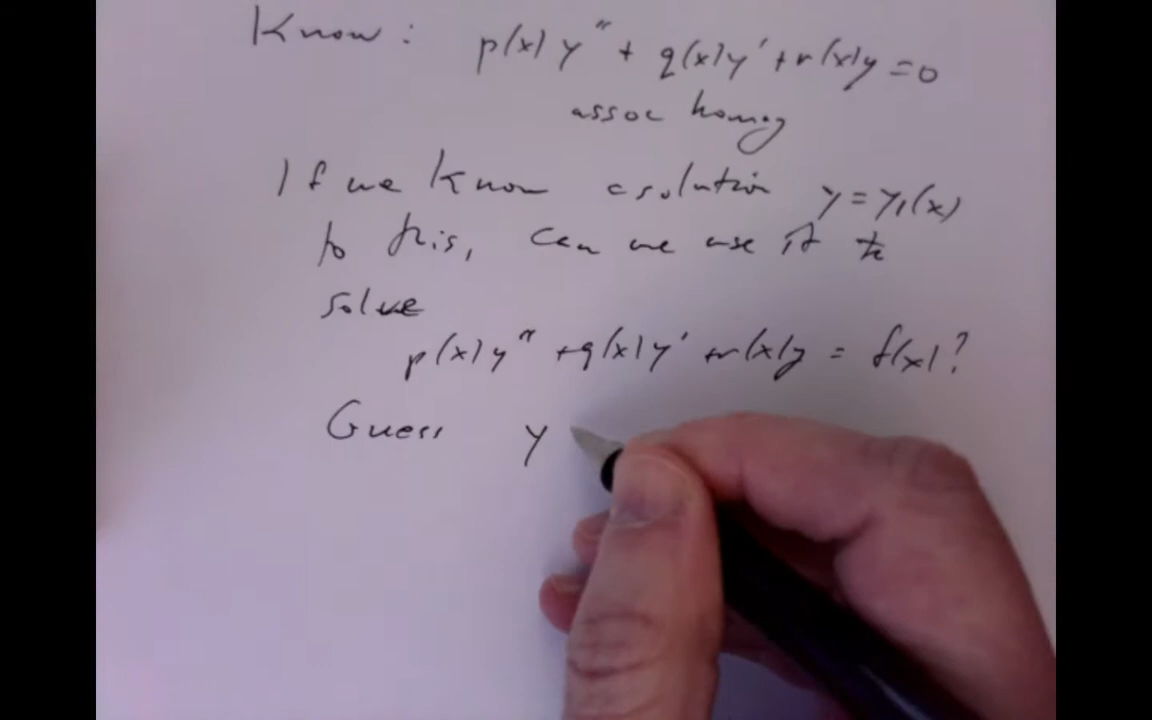 Know: p(x)y" + q(x)y' + r(x)y = 0
assoc homog
If we know a solution y = y₁(x)
to this, can we use it to
solve
p(x)y" + q(x)y' + r(x)y = f(x)?
Guess y